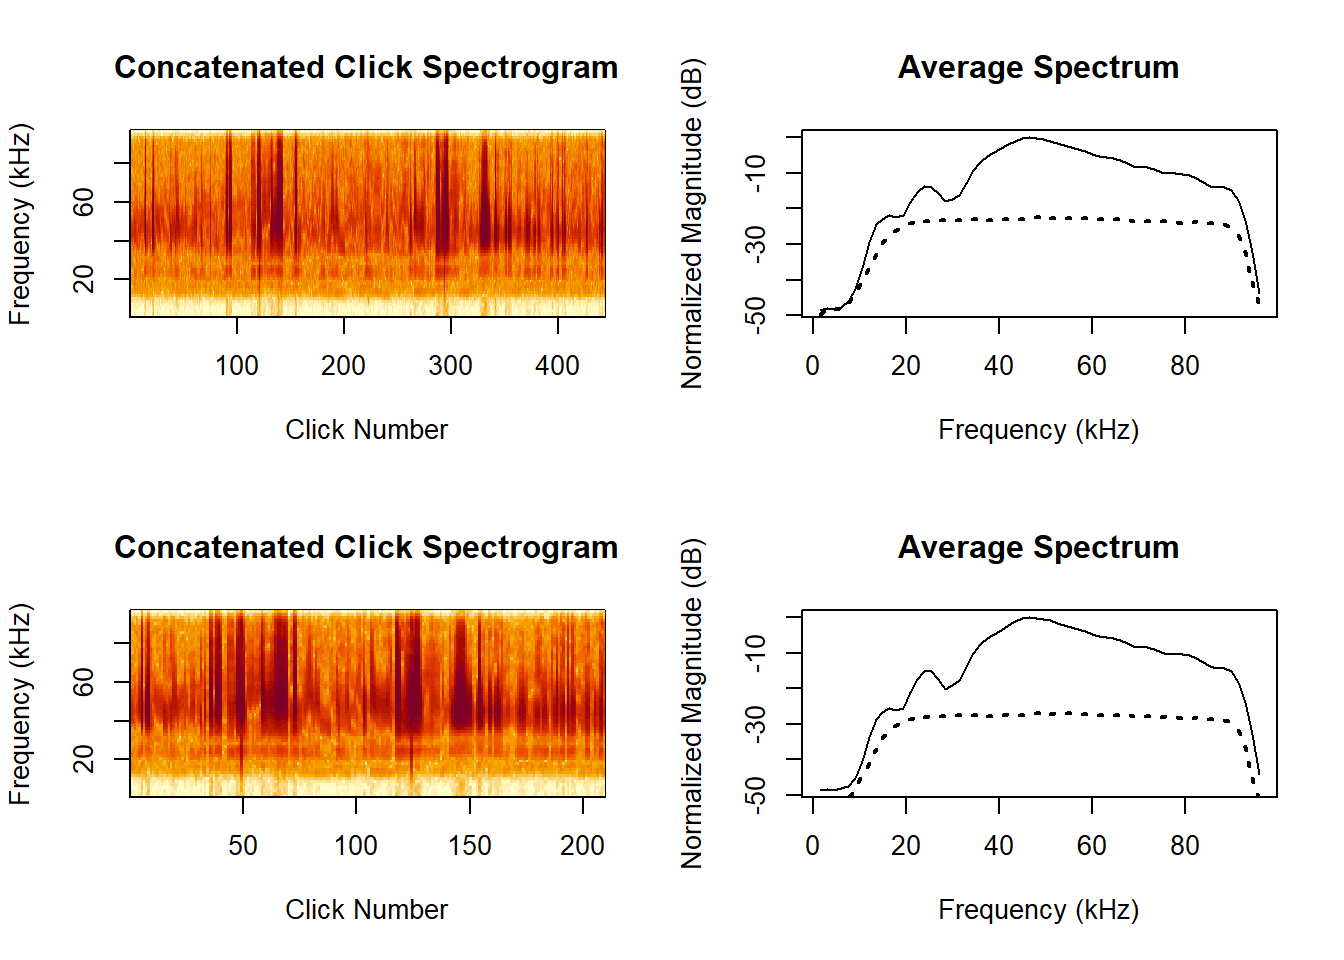 Concatenated Click Spectrogram
Frequency (kHz)
60
20
100 200 300 400
Click Number
Average Spectrum
Normalized Magnitude (dB)
-10
-30
-50
0 20 40 60 80
Frequency (kHz)
Concatenated Click Spectrogram
Frequency (kHz)
60
20
50 100 150 200
Click Number
Average Spectrum
Normalized Magnitude (dB)
-10
-30
-50
0 20 40 60 80
Frequency (kHz)